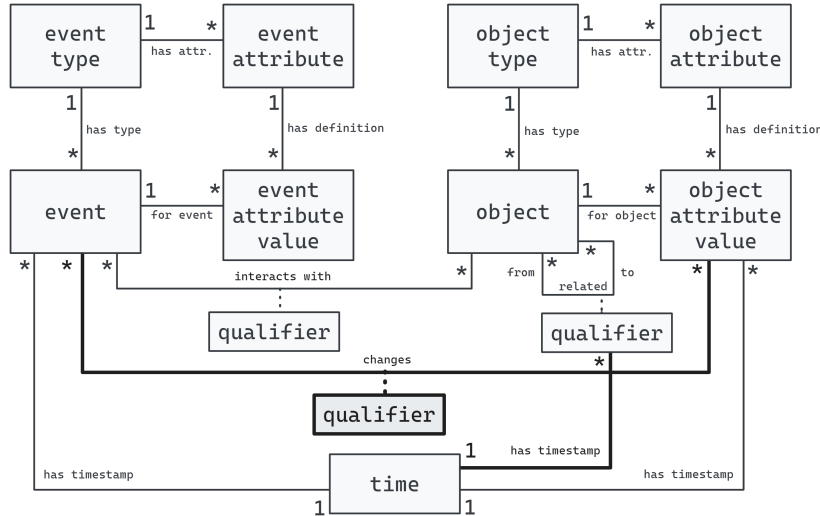 event
type
1
*
has attr.
event
attribute
object
type
1
*
has attr.
object
attribute
1
has type
*
1
has definition
*
1
has type
*
1
has definition
*
event
1
*
for event
event
attribute
value
object
1
*
for object
object
attribute
value
*
*
*
interacts with
*
from
*
*
to
related
*
*
qualifier
qualifier
*
changes
qualifier
1
has timestamp
has timestamp
time
has timestamp
1
1